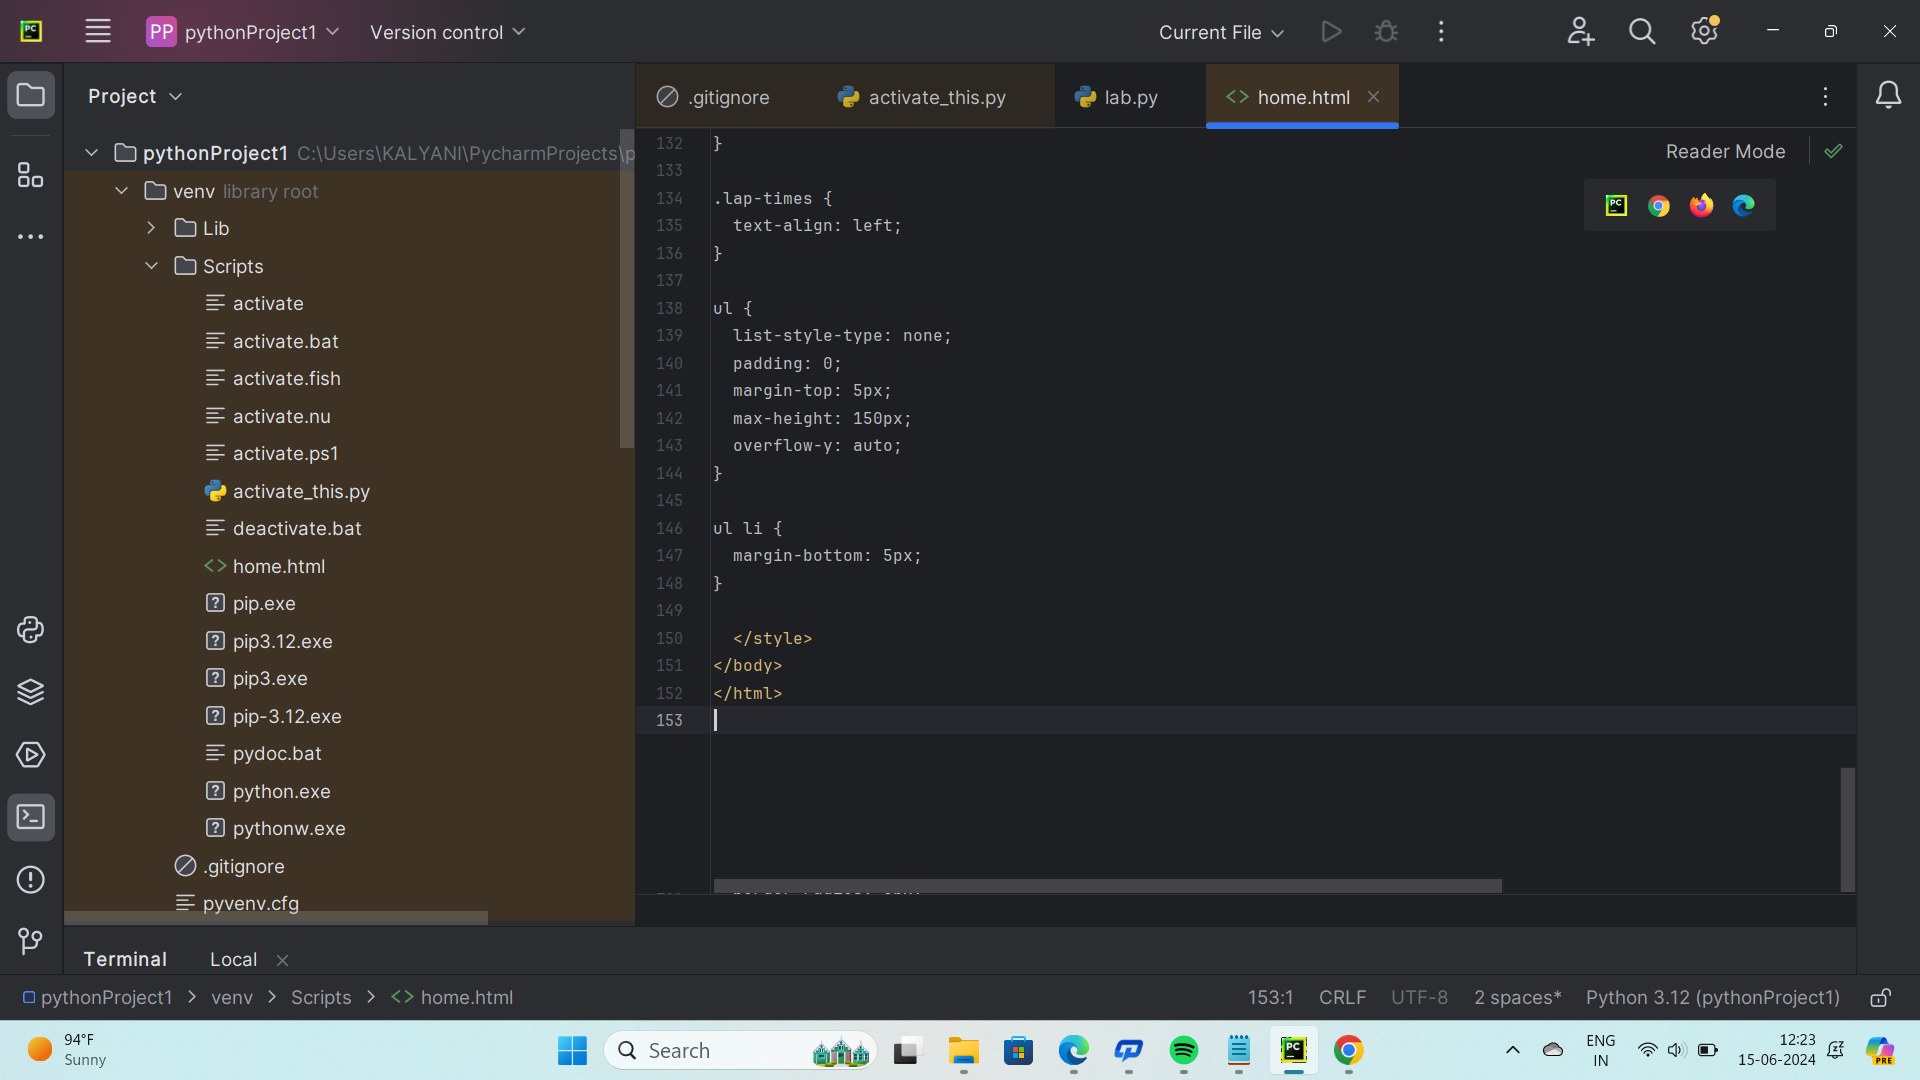 PC
PP pythonProject1
Version control
Current File
Project
.gitignore
activate_this.py
lab.py
home.html
pythonProject1 C:\Users\KALYANI\PycharmProjects\p
venv library root
Lib
Scripts
activate
activate.bat
activate.fish
activate.nu
activate.ps1
activate_this.py
deactivate.bat
home.html
pip.exe
pip3.12.exe
pip3.exe
pip-3.12.exe
pydoc.bat
python.exe
pythonw.exe
.gitignore
pyvenv.cfg
Reader Mode
PC
132 }
133
134 .lap-times {
135 text-align: left;
136 }
137
138 ul {
139 list-style-type: none;
140 padding: 0;
141 margin-top: 5px;
142 max-height: 150px;
143 overflow-y: auto;
144 }
145
146 ul li {
147 margin-bottom: 5px;
148 }
149
150 </style>
151 </body>
152 </html>
153
Terminal
Local
pythonProject1 > venv > Scripts > <> home.html
153:1
CRLF
UTF-8
2 spaces*
Python 3.12 (pythonProject1)
94°F
Sunny
Search
PC
ENG
IN
12:23
15-06-2024
PRE